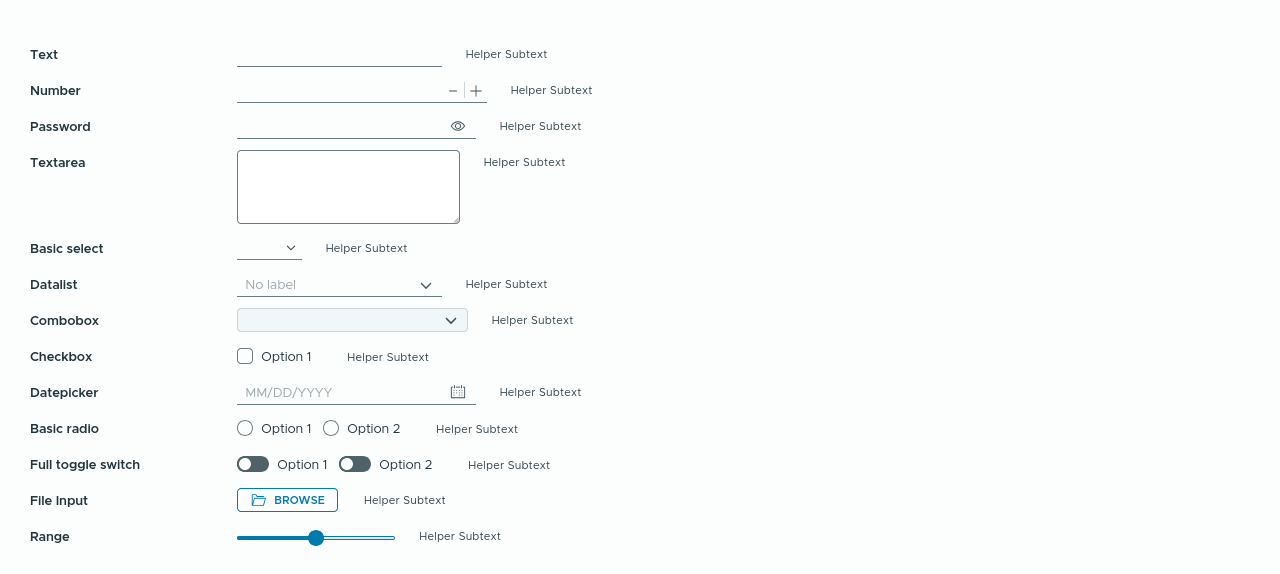 Text Helper Subtext
Number Helper Subtext
Password Helper Subtext
Textarea Helper Subtext
Basic select Helper Subtext
Datalist No label Helper Subtext
Combobox Helper Subtext
Checkbox Option 1 Helper Subtext
Datepicker MM/DD/YYYY Helper Subtext
Basic radio Option 1 Option 2 Helper Subtext
Full toggle switch Option 1 Option 2 Helper Subtext
File Input BROWSE Helper Subtext
Range Helper Subtext